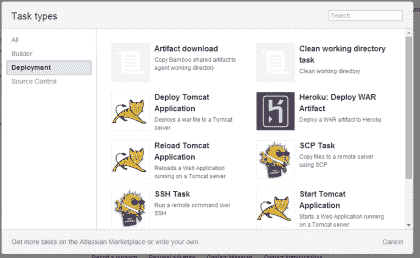 Task types
Search
All
Builder
Deployment
Source Control
Artifact download
Copy Bamboo shared artifact to
agent working directory
Clean working directory
task
Clean working directory
Deploy Tomcat
Application
Deploys a war file to a Tomcat
server
Heroku: Deploy WAR
Artifact
Deploy a WAR artifact to Heroku
Reload Tomcat
Application
Reloads a Web Application
running on a Tomcat server
SCP Task
Copy files to a remote server
using SCP
SSH Task
Run a remote command over
SSH
Start Tomcat
Application
Starts a Web Application running
on a Tomcat server
Get more tasks on the Atlassian Marketplace or write your own
Cancel